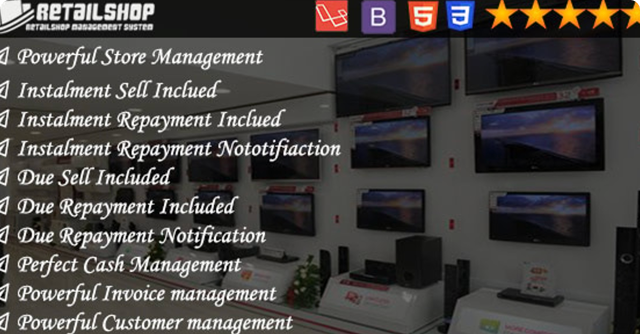 RETAILSHOP
RETAILSHOP MANAGEMENT SYSTEM
Powerful Store Management
Instalment Sell Inclued
Instalment Repayment Inclued
Instalment Repayment Nototifiaction
Due Sell Included
Due Repayment Included
Due Repayment Notification
Perfect Cash Management
Powerful Invoice management
Powerful Customer management